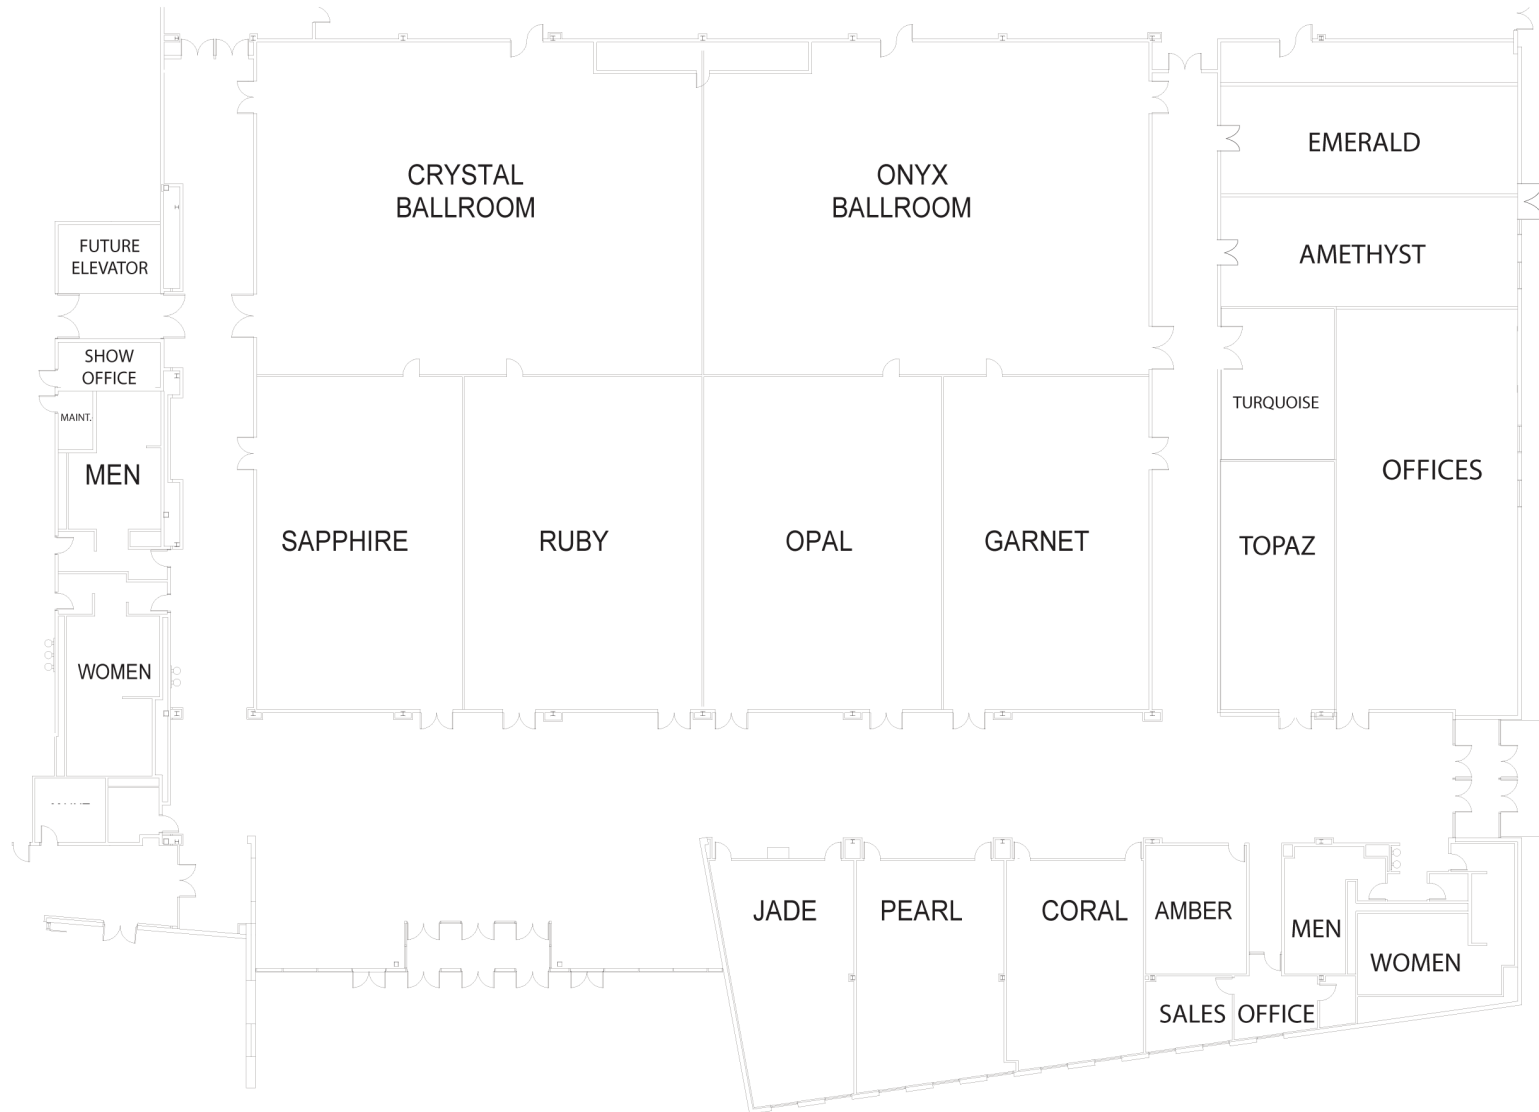 CRYSTAL
BALLROOM
ONYX
BALLROOM
EMERALD
FUTURE
ELEVATOR
AMETHYST
SHOW
OFFICE
MAINT.
TURQUOISE
MEN
OFFICES
SAPPHIRE
RUBY
OPAL
GARNET
TOPAZ
WOMEN
JADE
PEARL
CORAL
AMBER
MEN
WOMEN
SALES
OFFICE